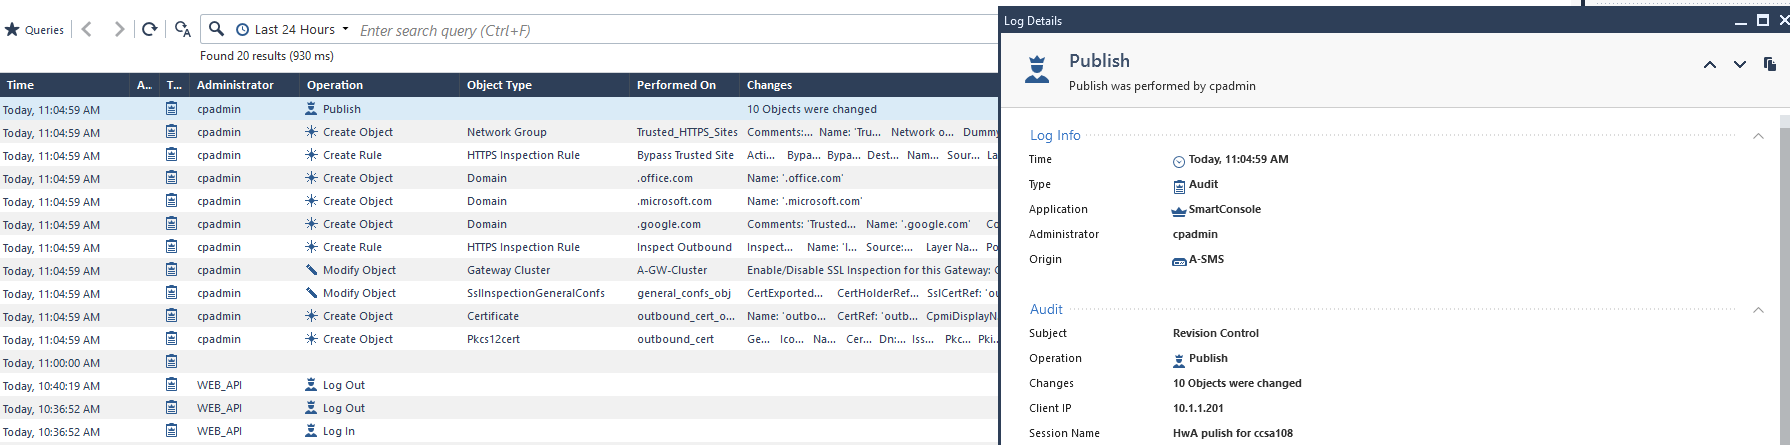 Log Details
Queries Last 24 Hours Enter search query (Ctrl+F)
Found 20 results (930 ms)
Publish
Publish was performed by cpadmin
Time A.. T... Administrator Operation Object Type Performed On Changes
Today, 11:04:59 AM cpadmin Publish 10 Objects were changed
Today, 11:04:59 AM cpadmin Create Object Network Group Trusted_HTTPS_Sites Comments:... Name: 'Tru... Network o... Dummy
Today, 11:04:59 AM cpadmin Create Rule HTTPS Inspection Rule Bypass Trusted Site Acti... Bypa... Bypa... Dest... Nam... Sour... La
Today, 11:04:59 AM cpadmin Create Object Domain .office.com Name: '.office.com'
Today, 11:04:59 AM cpadmin Create Object Domain .microsoft.com Name: '.microsoft.com'
Today, 11:04:59 AM cpadmin Create Object Domain .google.com Comments: 'Trusted... Name: '.google.com' Co
Today, 11:04:59 AM cpadmin Create Rule HTTPS Inspection Rule Inspect Outbound Inspect... Name: 'I... Source:... Layer Na... Po
Today, 11:04:59 AM cpadmin Modify Object Gateway Cluster A-GW-Cluster Enable/Disable SSL Inspection for this Gateway:
Today, 11:04:59 AM cpadmin Modify Object SslInspectionGeneralConfs general_confs_obj CertExported... CertHolderRef... SslCertRef: 'ou
Today, 11:04:59 AM cpadmin Create Object Certificate outbound_cert_o... Name: 'outbo... CertRef: 'outb... CpmiDisplayN
Today, 11:04:59 AM cpadmin Create Object Pkcs12cert outbound_cert Ge... Ico... Na... Cer... Dn:... Iss... Pkc... Pki...
Today, 11:00:00 AM
Today, 10:40:19 AM WEB_API Log Out
Today, 10:36:52 AM WEB_API Log Out
Today, 10:36:52 AM WEB_API Log In
Log Info
Time Today, 11:04:59 AM
Type Audit
Application SmartConsole
Administrator cpadmin
Origin A-SMS
Audit
Subject Revision Control
Operation Publish
Changes 10 Objects were changed
Client IP 10.1.1.201
Session Name HwA pulish for ccsa108